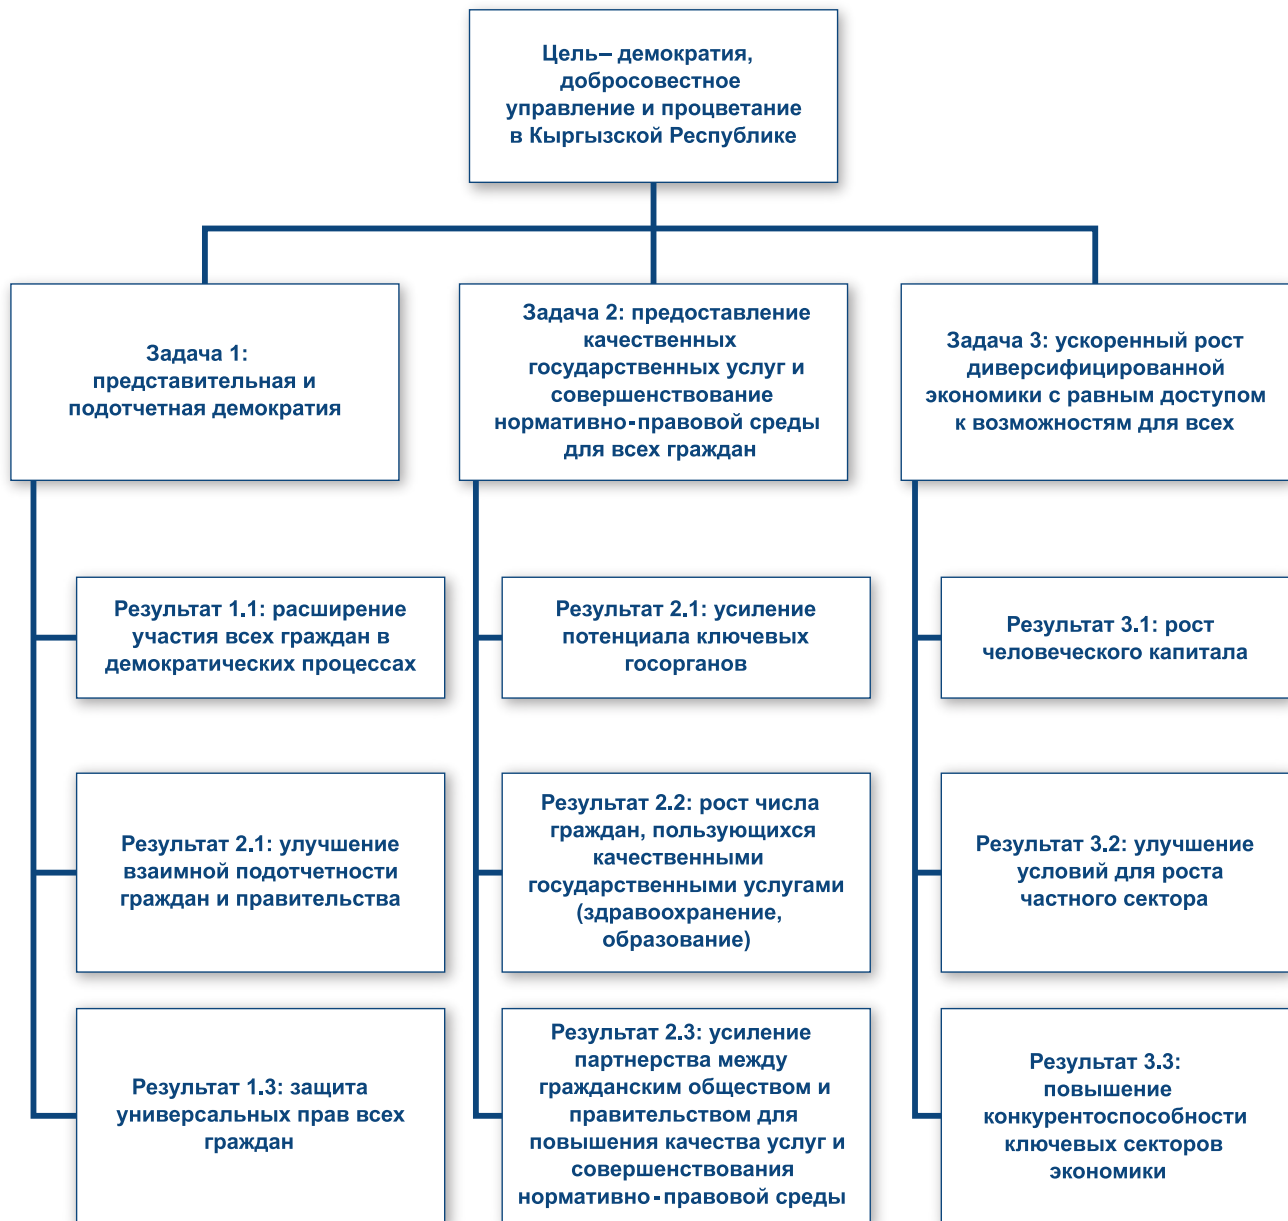 Цель– демократия,
добросовестное
управление и процветание
в Кыргызской Республике
Задача 1:
представительная и
подотчетная демократия
Задача 2: предоставление
качественных
государственных услуг и
совершенствование
нормативно-правовой среды
для всех граждан
Задача 3: ускоренный рост
диверсифицированной
экономики с равным доступом
к возможностям для всех
Результат 1.1: расширение
участия всех граждан в
демократических процессах
Результат 2.1: усиление
потенциала ключевых
госорганов
Результат 3.1: рост
человеческого капитала
Результат 2.1: улучшение
взаимной подотчетности
граждан и правительства
Результат 2.2: рост числа
граждан, пользующихся
качественными
государственными услугами
(здравоохранение,
образование)
Результат 3.2: улучшение
условий для роста
частного сектора
Результат 1.3: защита
универсальных прав всех
граждан
Результат 2.3: усиление
партнерства между
гражданским обществом и
правительством для
повышения качества услуг и
совершенствования
нормативно-правовой среды
Результат 3.3:
повышение
конкурентоспособности
ключевых секторов
экономики